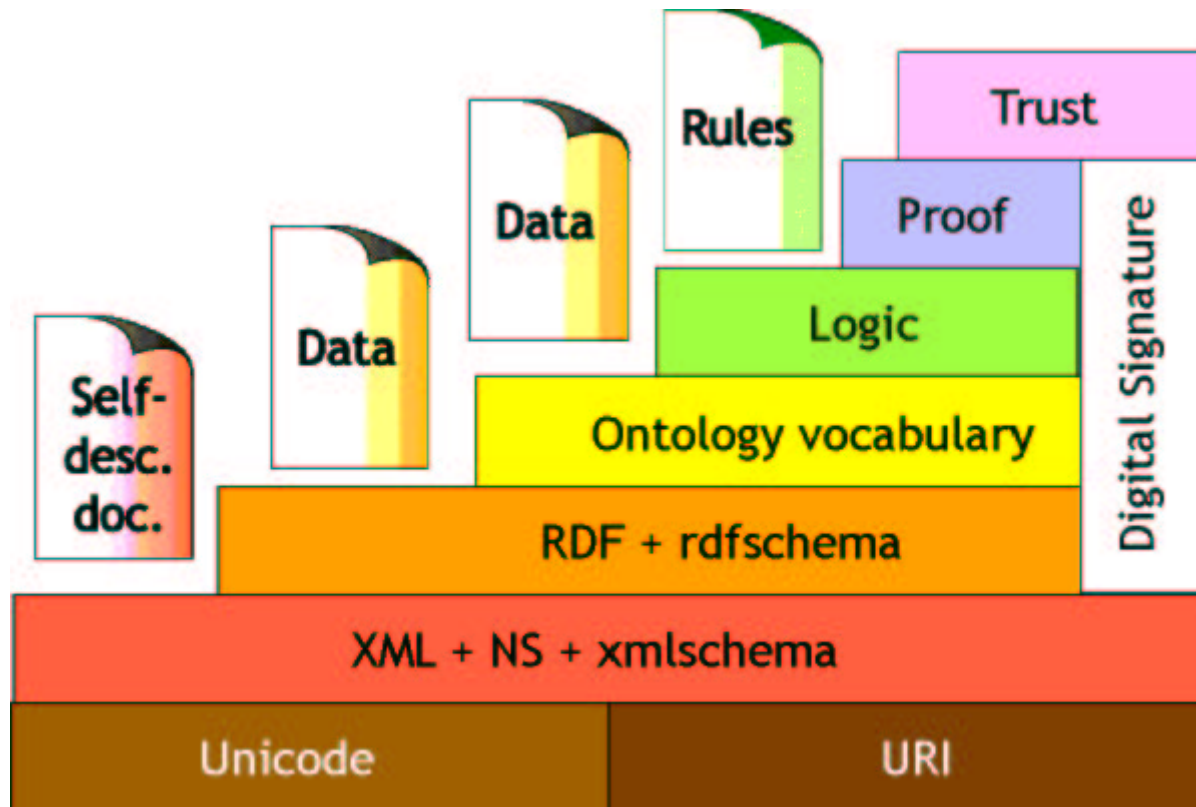 Rules
Trust
Data
Proof
Data
Logic
Self-
desc.
doc.
Ontology vocabulary
Digital Signature
RDF + rdfschema
XML + NS + xmlschema
Unicode
URI